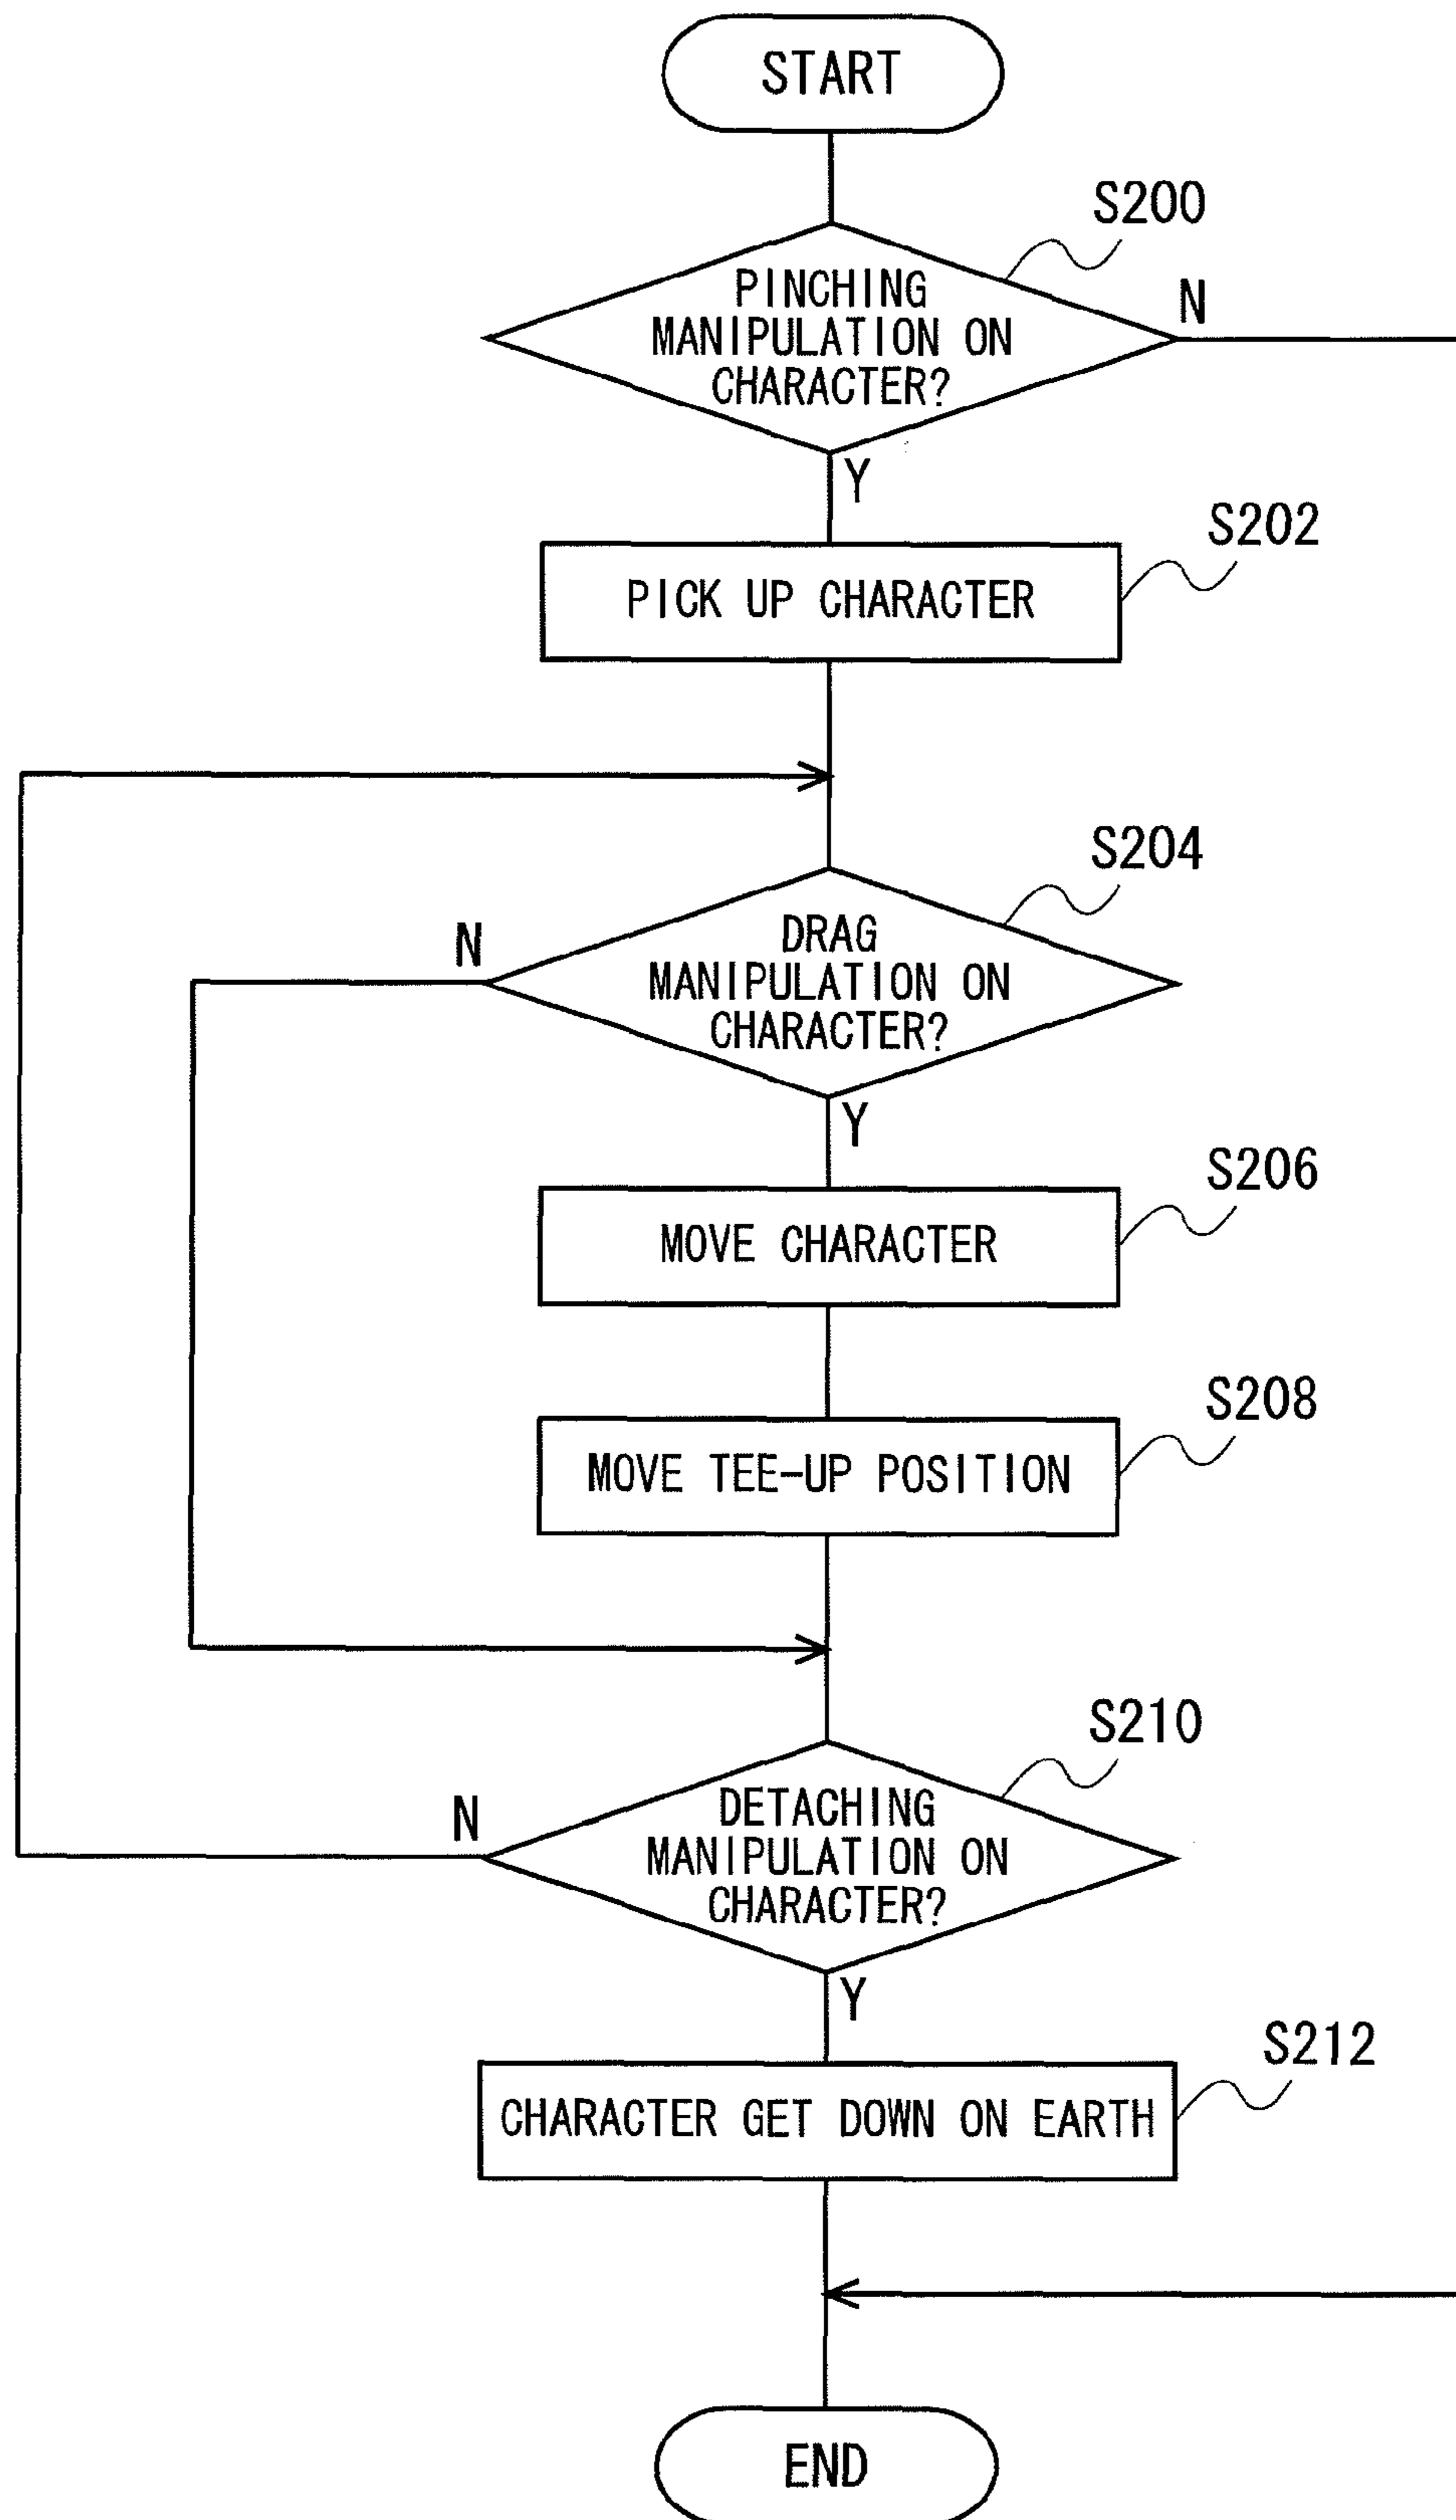 START
S200
PINCHING
MANIPULATION ON
CHARACTER?
N
Y
S202
PICK UP CHARACTER
S204
DRAG
MANIPULATION ON
CHARACTER?
N
Y
S206
MOVE CHARACTER
S208
MOVE TEE-UP POSITION
S210
DETACHING
MANIPULATION ON
CHARACTER?
N
Y
S212
CHARACTER GET DOWN ON EARTH
END